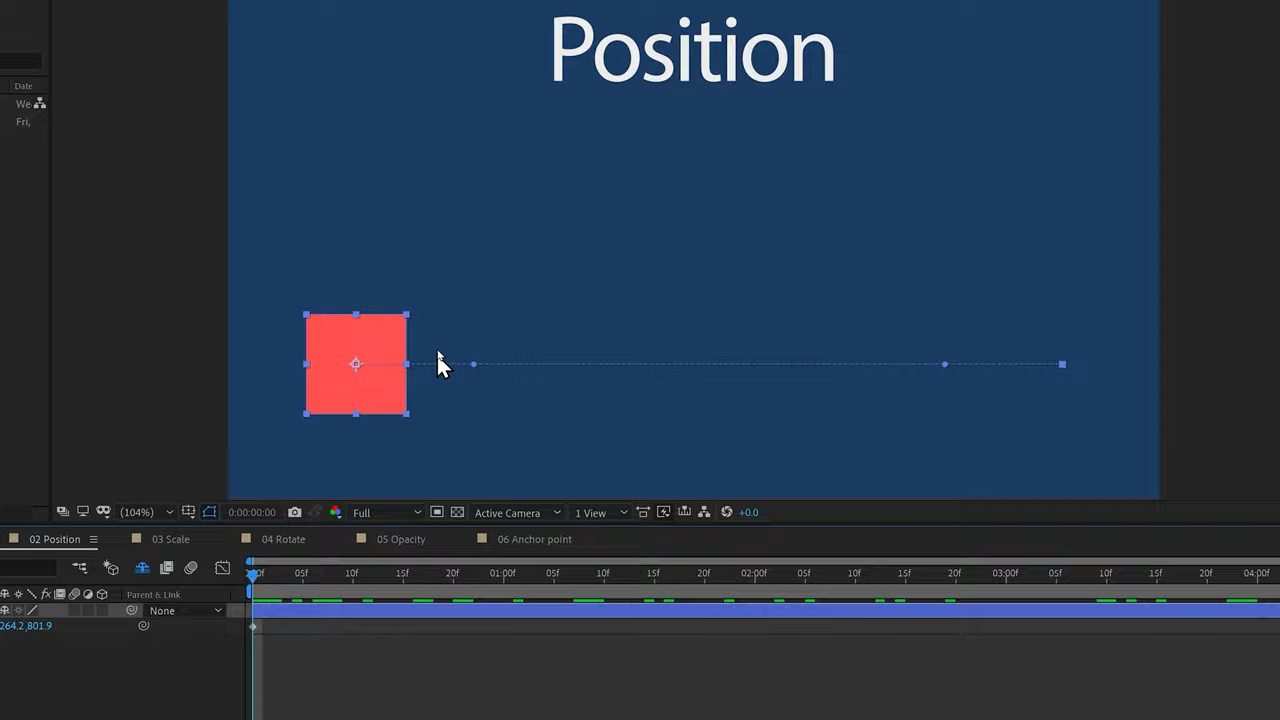 Position
Date
We
Fri,
(104%) 0:00:00:00 Full Active Camera 1 View +0.0
02 Position 03 Scale 04 Rotate 05 Opacity 06 Anchor point
05f 10f 15f 20f 01:00f 05f 10f 15f 20f 02:00f 05f 10f 15f 20f 03:00f 05f 10f 15f 20f 04:00f
fx Parent & Link
None
264.2,801.9